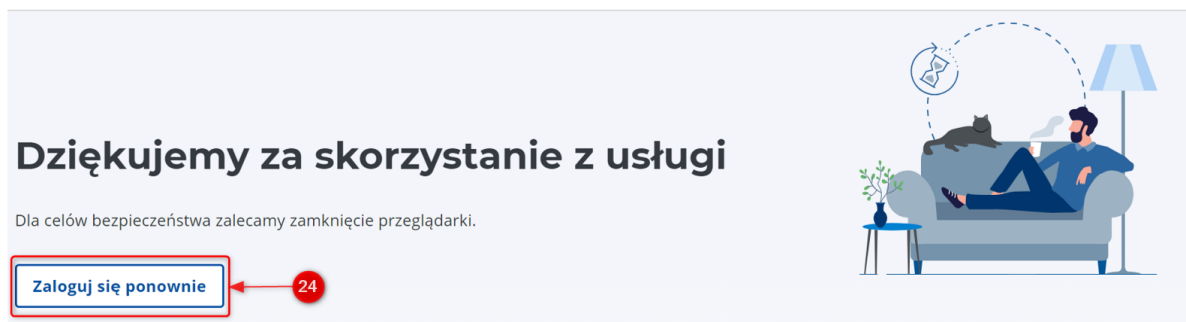 Dziękujemy za skorzystanie z usługi
Dla celów bezpieczeństwa zalecamy zamknięcie przeglądarki.
Zaloguj się ponownie
24